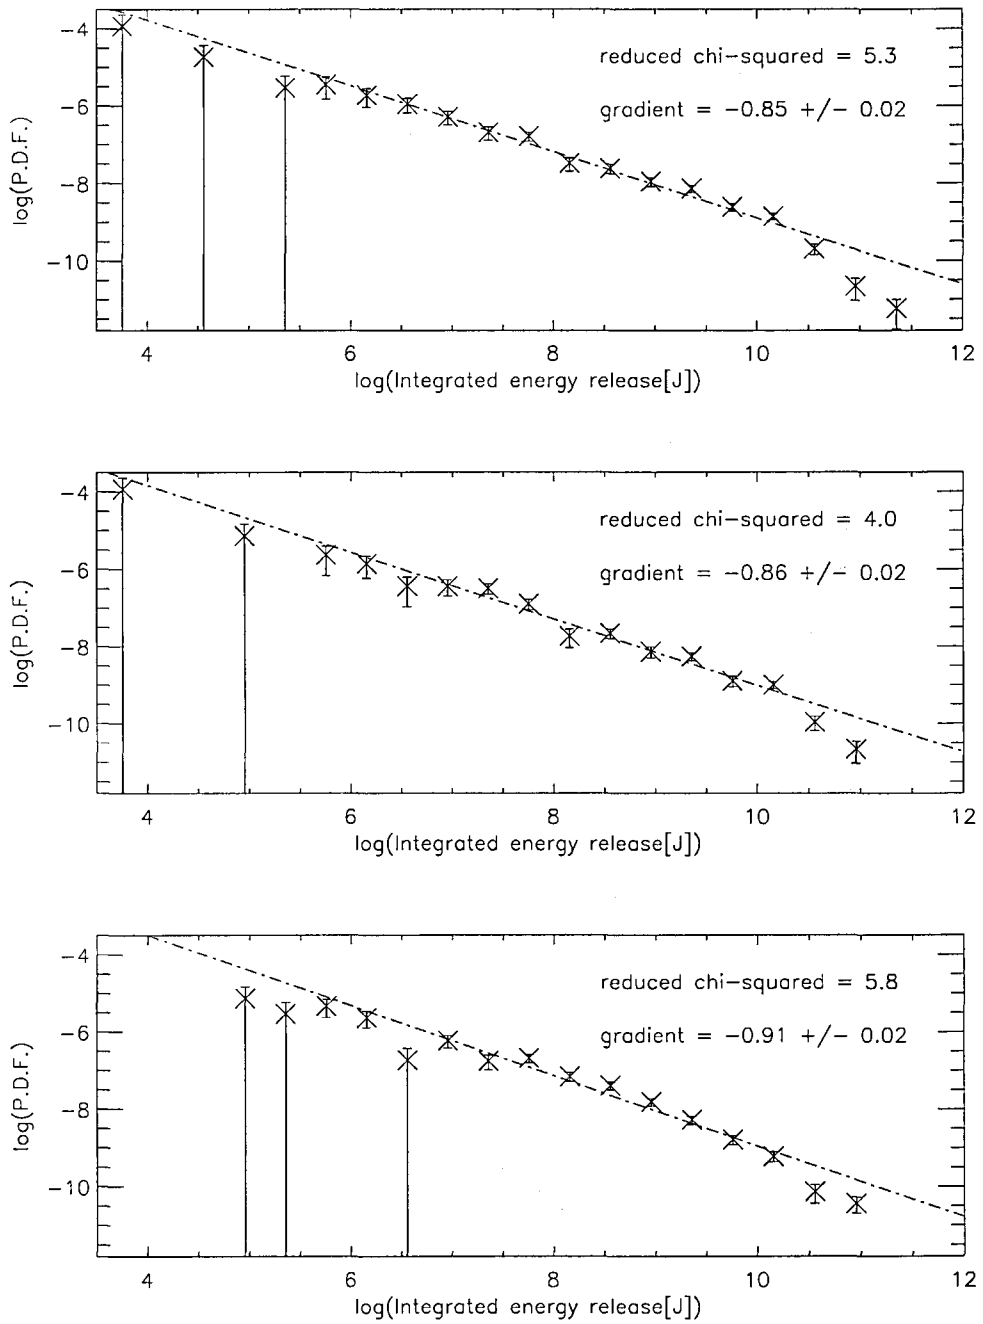 reduced chi-squared = 5.3
gradient = -0.85 +/- 0.02
log(P.D.F.)
-4
-6
-8
-10
4 6 8 10 12
log(Integrated energy release[J])
reduced chi-squared = 4.0
gradient = -0.86 +/- 0.02
log(P.D.F.)
-4
-6
-8
-10
4 6 8 10 12
log(Integrated energy release[J])
reduced chi-squared = 5.8
gradient = -0.91 +/- 0.02
log(P.D.F.)
-4
-6
-8
-10
4 6 8 10 12
log(Integrated energy release[J])